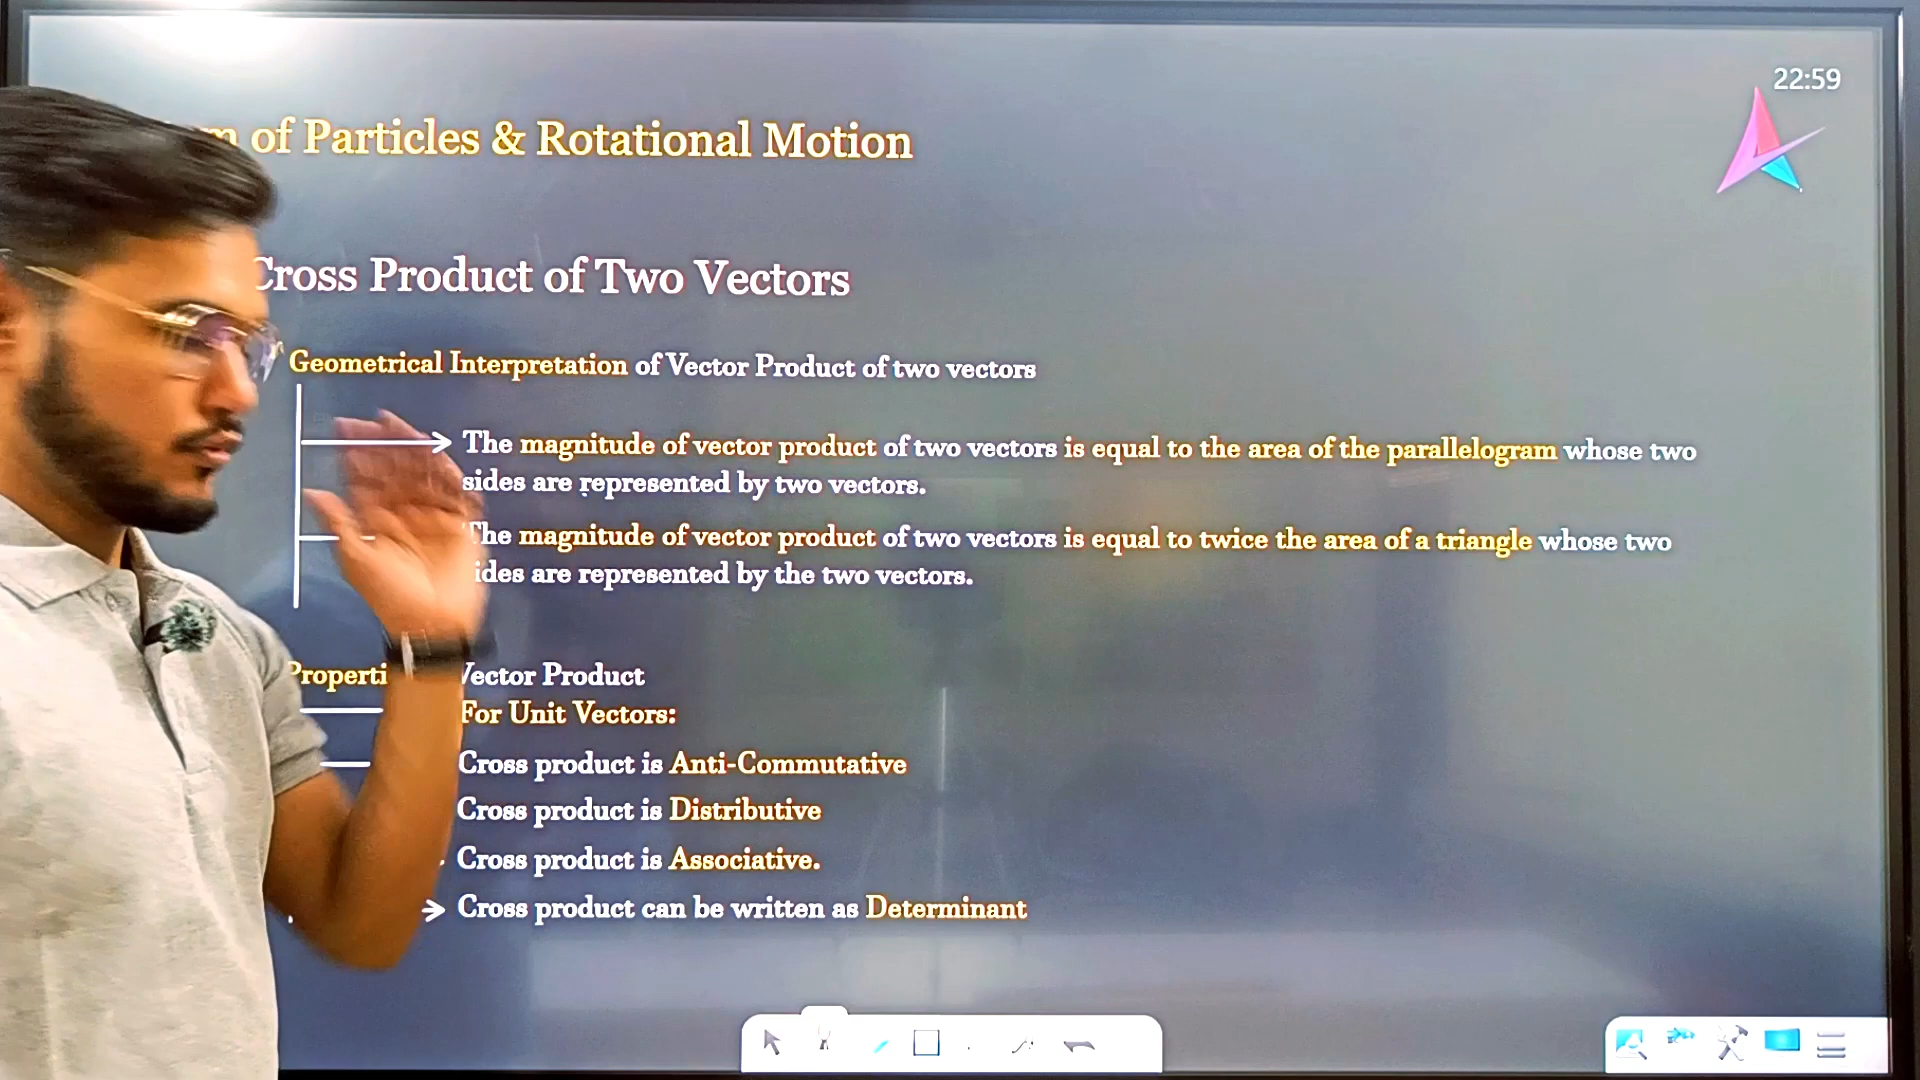 22:59
of Particles & Rotational Motion
Cross Product of Two Vectors
Geometrical Interpretation of Vector Product of two vectors
The magnitude of vector product of two vectors is equal to the area of the parallelogram whose two
sides are represented by two vectors.
The magnitude of vector product of two vectors is equal to twice the area of a triangle whose two
ides are represented by the two vectors.
Properti Vector Product
For Unit Vectors:
Cross product is Anti-Commutative
Cross product is Distributive
Cross product is Associative.
Cross product can be written as Determinant